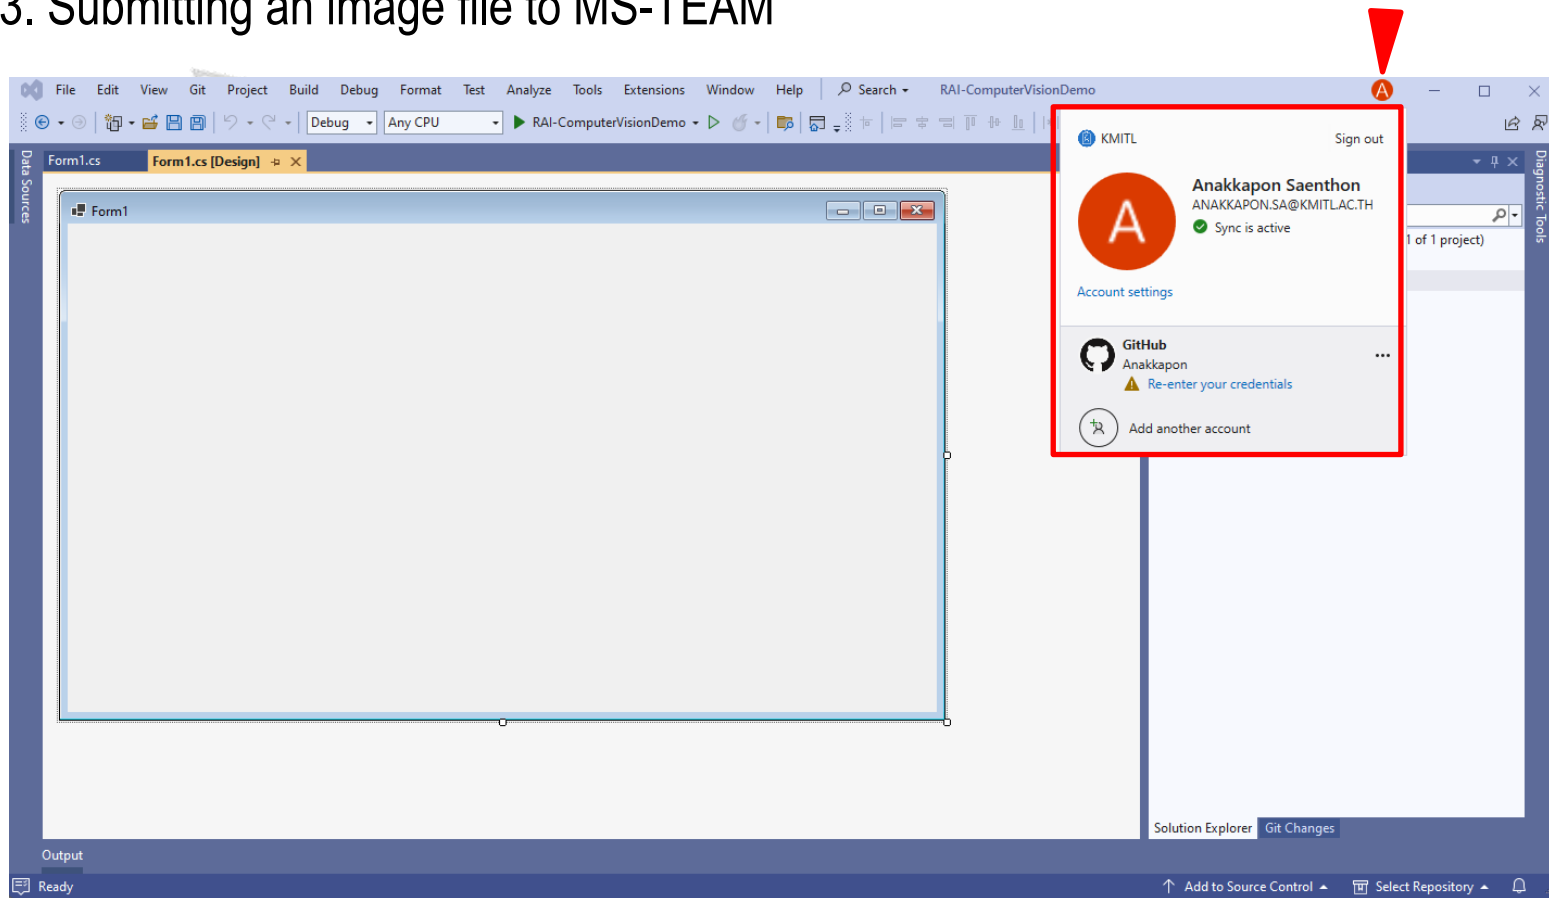 3. Submitting an image file to MS-TEAM
File Edit View Git Project Build Debug Format Test Analyze Tools Extensions Window Help Search RAI-ComputerVisionDemo A
Debug Any CPU RAI-ComputerVisionDemo
Data Sources
Form1.cs Form1.cs [Design]
Form1
KMITL Sign out
A
Anakkapon Saenthon
ANAKKAPON.SA@KMITL.AC.TH
Sync is active
Account settings
GitHub
Anakkapon
Re-enter your credentials
Add another account
1 of 1 project)
Diagnostic Tools
Solution Explorer Git Changes
Output
Ready Add to Source Control Select Repository